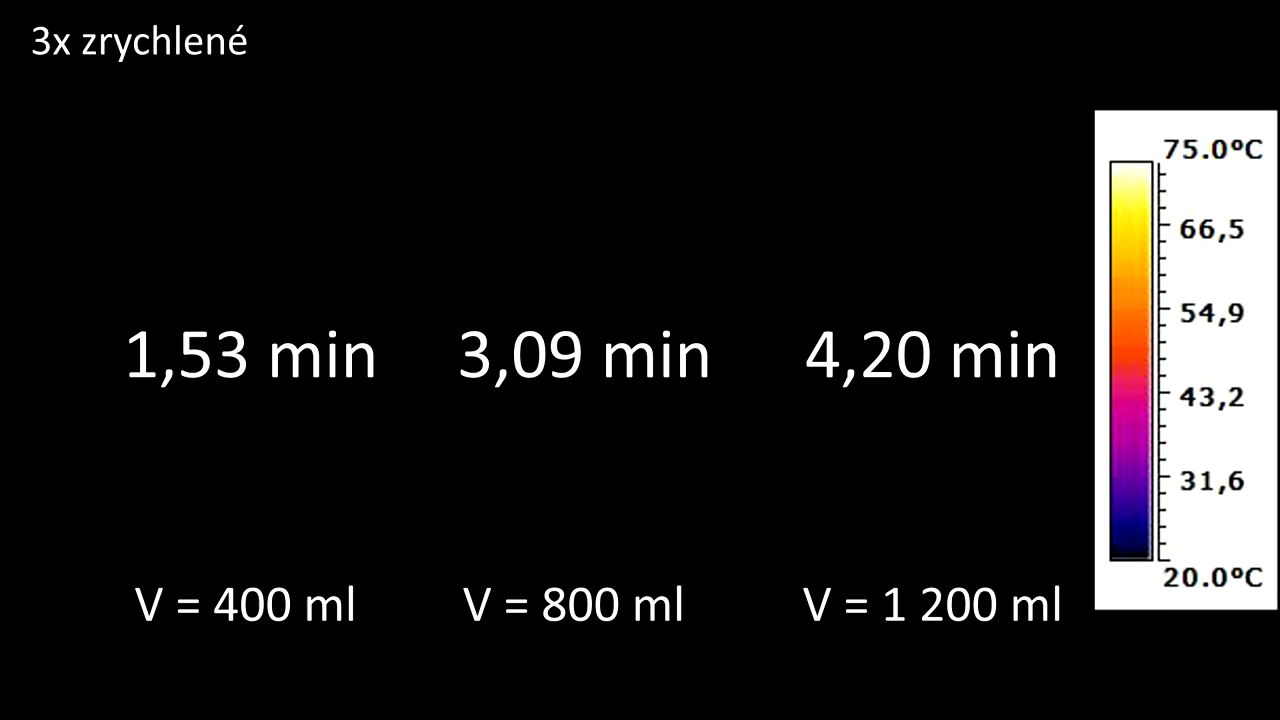 3x zrychlené
1,53 min 3,09 min 4,20 min
V = 400 ml V = 800 ml V = 1 200 ml
75.0°C
66,5
54,9
43,2
31,6
20.0°C